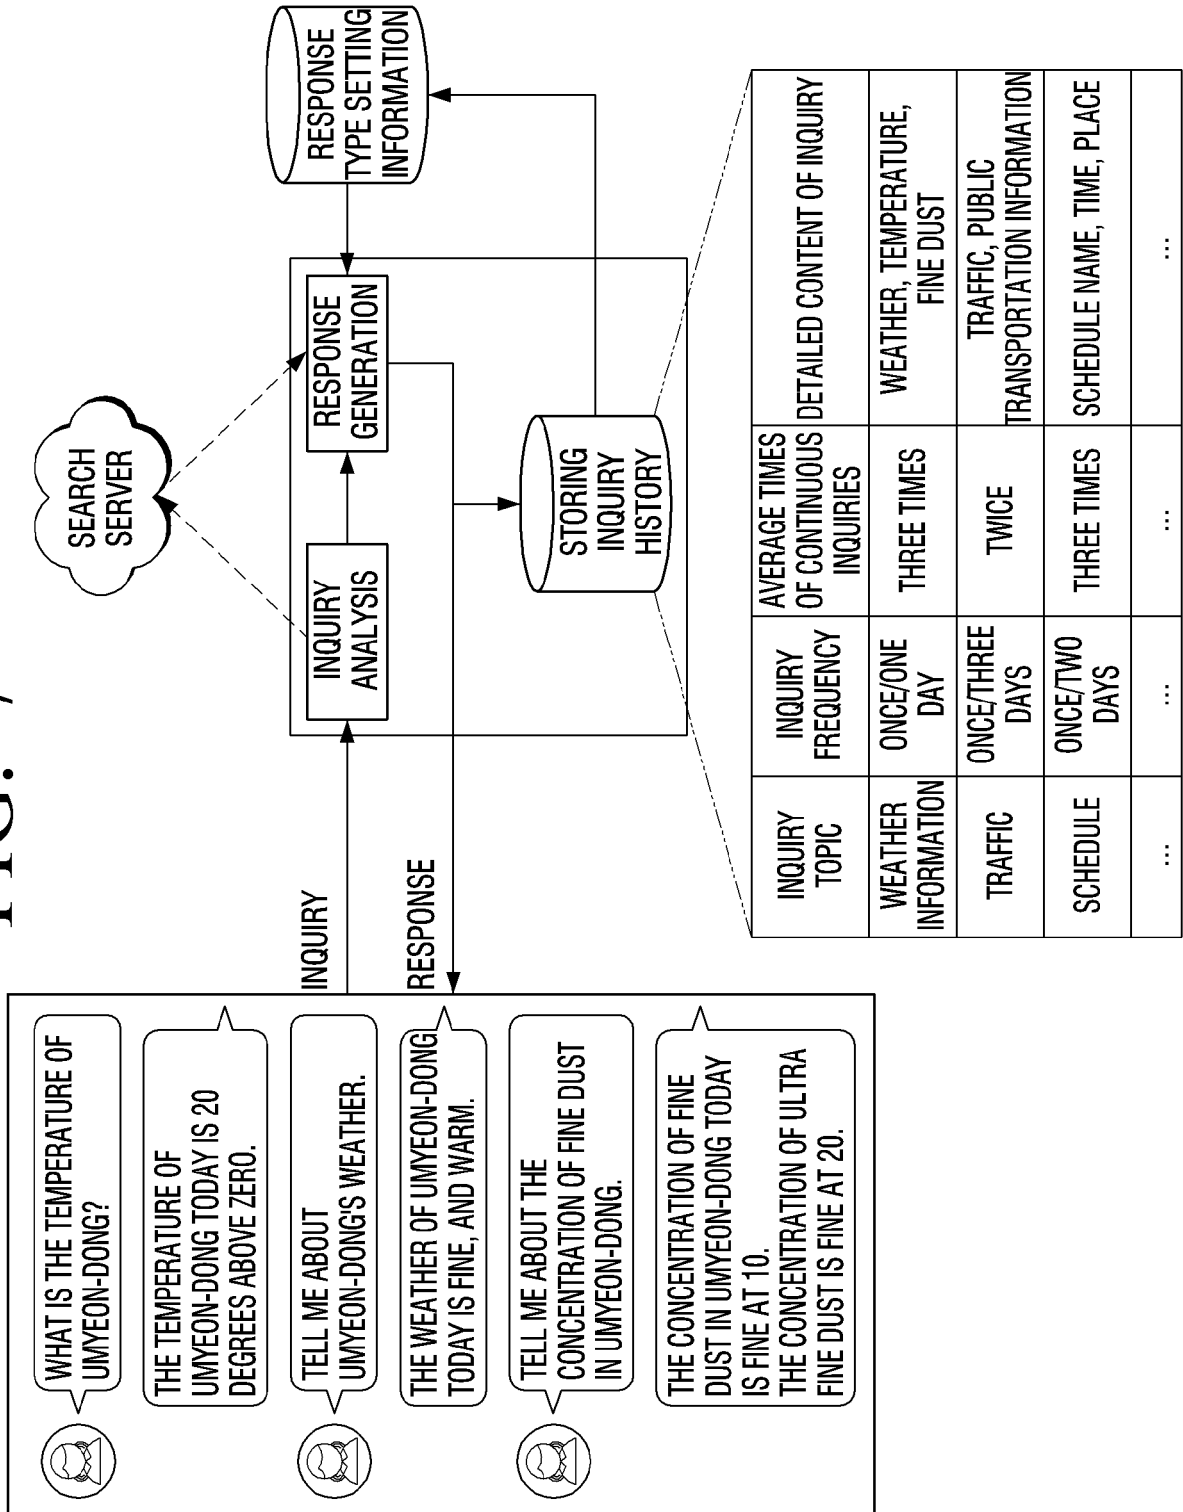 FIG.
WHAT IS THE TEMPERATURE OF
UMYEON-DONG?
THE TEMPERATURE OF
UMYEON-DONG TODAY IS 20
DEGREES ABOVE ZERO.
TELL ME ABOUT
UMYEON-DONG'S WEATHER.
THE WEATHER OF UMYEON-DONG
TODAY IS FINE, AND WARM.
TELL ME ABOUT THE
CONCENTRATION OF FINE DUST
IN UMYEON-DONG.
THE CONCENTRATION OF FINE
DUST IN UMYEON-DONG TODAY
IS FINE AT 10.
THE CONCENTRATION OF ULTRA
FINE DUST IS FINE AT 20.
INQUIRY
RESPONSE
SEARCH
SERVER
INQUIRY
ANALYSIS
RESPONSE
GENERATION
RESPONSE
TYPE SETTING
INFORMATION
STORING
INQUIRY
HISTORY
INQUIRY
TOPIC
INQUIRY
FREQUENCY
AVERAGE TIMES
OF CONTINUOUS
INQUIRIES
DETAILED CONTENT OF INQUIRY
WEATHER
INFORMATION
ONCE/ONE
DAY
THREE TIMES
WEATHER, TEMPERATURE,
FINE DUST
TRAFFIC
ONCE/THREE
DAYS
TWICE
TRAFFIC, PUBLIC
TRANSPORTATION INFORMATION
SCHEDULE
ONCE/TWO
DAYS
THREE TIMES
SCHEDULE NAME, TIME, PLACE
...
...
...
...